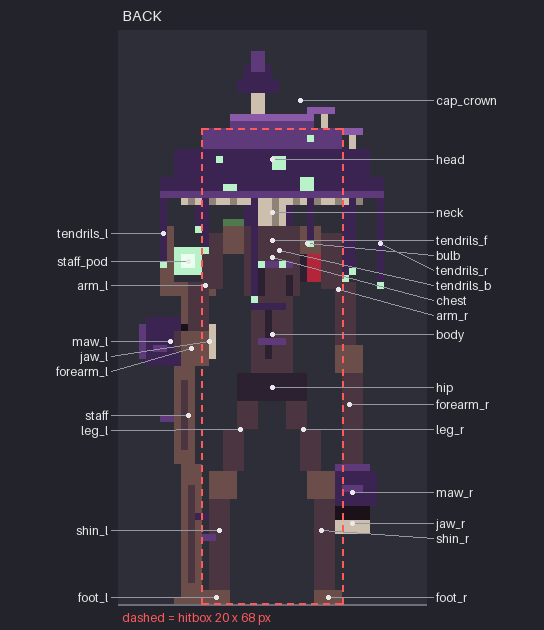 BACK
cap_crown
head
neck
tendrils_l
tendrils_f
bulb
staff_pod
tendrils_r
arm_l
tendrils_b
chest
arm_r
body
maw_l
jaw_l
forearm_l
hip
forearm_r
staff
leg_l
leg_r
maw_r
jaw_r
shin_l
shin_r
foot_l
foot_r
dashed = hitbox 20 x 68 px